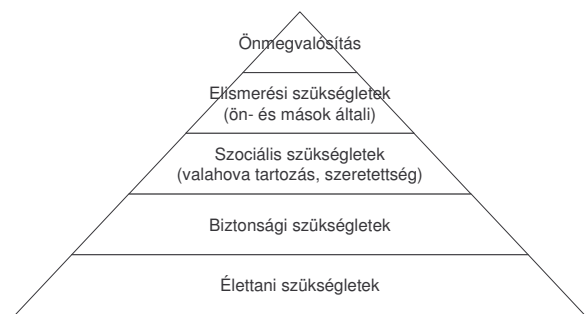 Önmegvalósítás
Elismerési szükségletek
(ön- és mások általi)
Szociális szükségletek
(valahova tartozás, szeretettség)
Biztonsági szükségletek
Élettani szükségletek